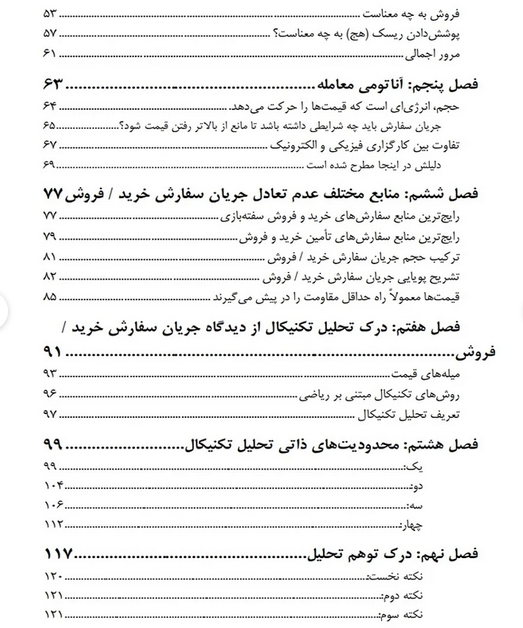 فروش به چه معناست ........ ۵۳
پوشش‌دادن ریسک (هج) به چه معناست؟ ........ ۵۷
مرور اجمالی ........ ۶۱
فصل پنجم: آناتومی معامله ........ ۶۳
حجم، انرژی‌ای است که قیمت‌ها را حرکت می‌دهد. ........ ۶۴
جریان سفارش باید چه شرایطی داشته باشد تا مانع از بالاتر رفتن قیمت شود؟ ........ ۶۵
تفاوت بین کارگزاری فیزیکی و الکترونیک ........ ۶۷
دلیلش در اینجا مطرح شده است ........ ۶۹
فصل ششم: منابع مختلف عدم تعادل جریان سفارش خرید / فروش ۷۷
رایج‌ترین منابع سفارش‌های خرید و فروش سفته‌بازی ........ ۷۷
رایج‌ترین منابع سفارش‌های تأمین خرید و فروش ........ ۷۹
ترکیب حجم جریان سفارش خرید / فروش ........ ۸۱
تشریح پویایی جریان سفارش خرید / فروش ........ ۸۲
قیمت‌ها معمولاً راه حداقل مقاومت را در پیش می‌گیرند ........ ۸۵
فصل هفتم: درک تحلیل تکنیکال از دیدگاه جریان سفارش خرید /
فروش ........ ۹۱
میله‌های قیمت ........ ۹۳
روش‌های تکنیکال مبتنی بر ریاضی ........ ۹۶
تعریف تحلیل تکنیکال ........ ۹۷
فصل هشتم: محدودیت‌های ذاتی تحلیل تکنیکال ........ ۹۹
یک: ........ ۹۹
دو: ........ ۱۰۴
سه: ........ ۱۰۶
چهار: ........ ۱۱۲
فصل نهم: درک توهم تحلیل ........ ۱۱۷
نکته نخست: ........ ۱۲۰
نکته دوم: ........ ۱۲۱
نکته سوم: ........ ۱۲۱